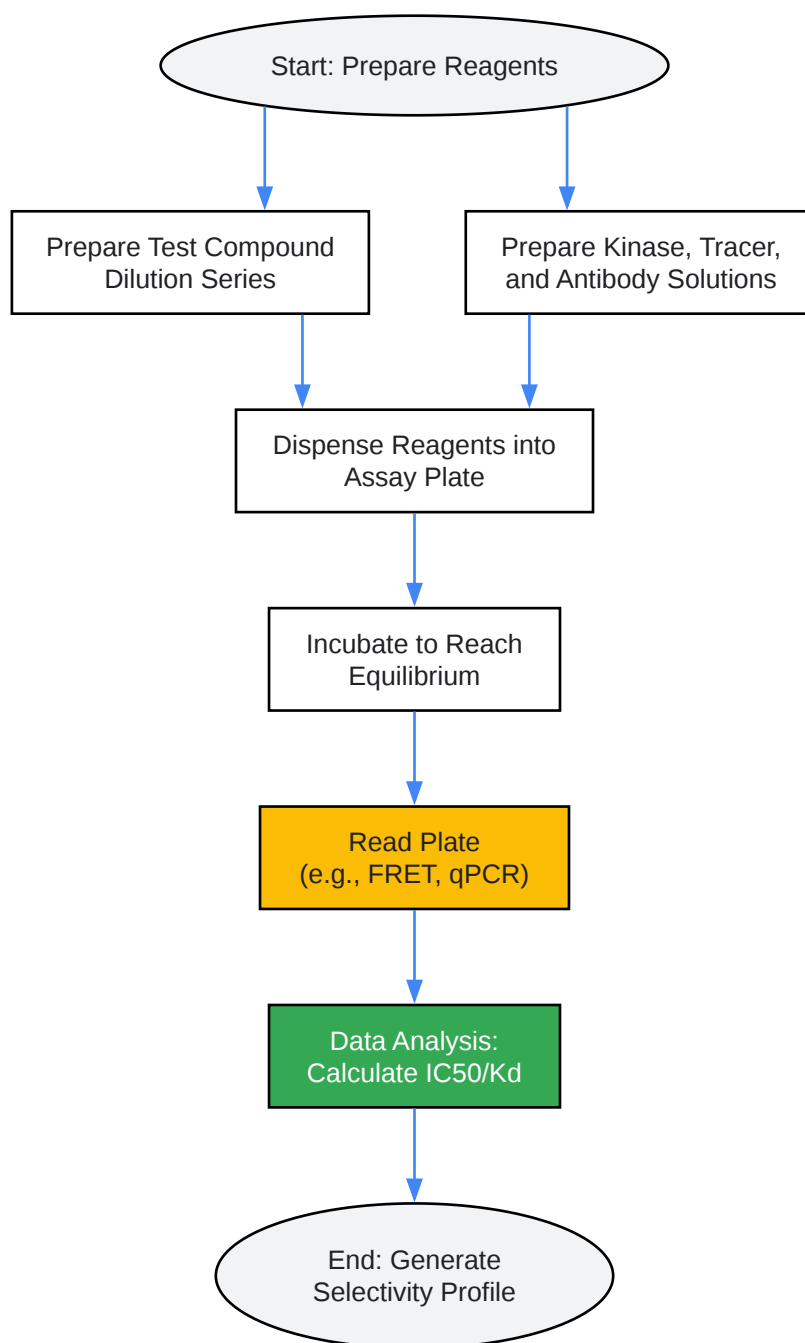 Start: Prepare Reagents
Prepare Test Compound
Dilution Series
Prepare Kinase, Tracer,
and Antibody Solutions
Dispense Reagents into
Assay Plate
Incubate to Reach
Equilibrium
Read Plate
(e.g., FRET, qPCR)
Data Analysis:
Calculate IC50/Kd
End: Generate
Selectivity Profile